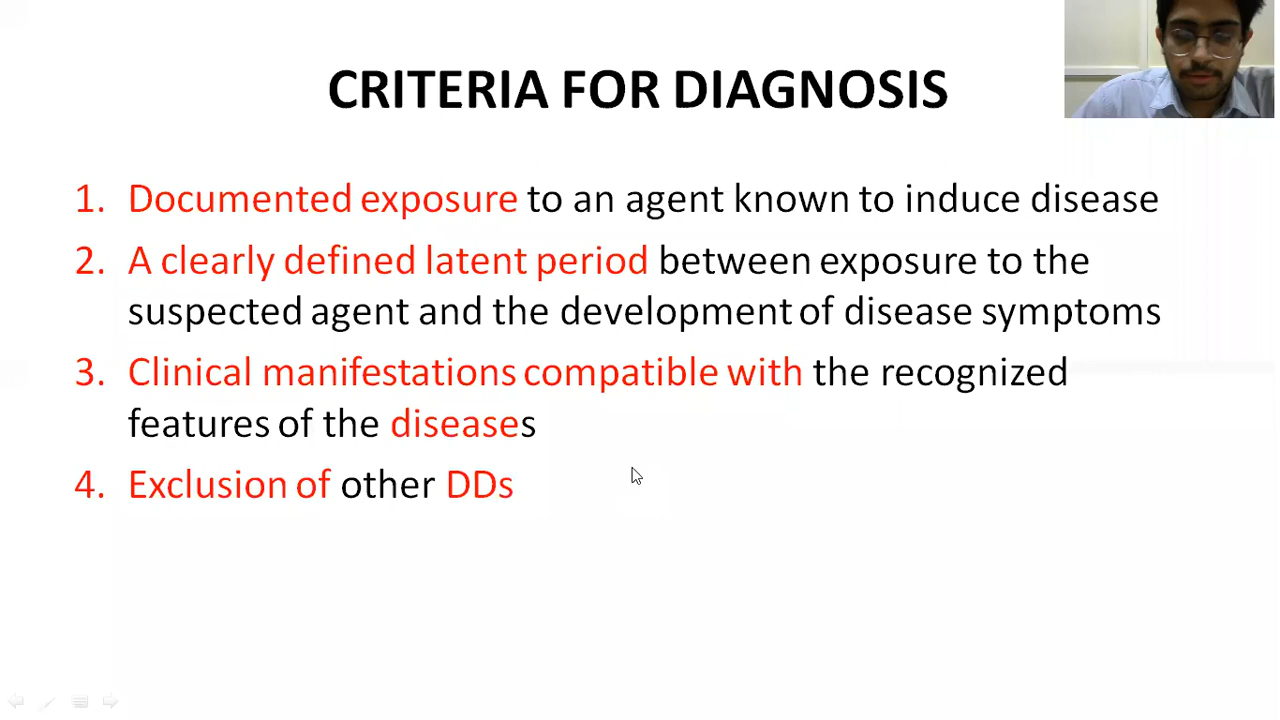 CRITERIA FOR DIAGNOSIS
1. Documented exposure to an agent known to induce disease
2. A clearly defined latent period between exposure to the
suspected agent and the development of disease symptoms
3. Clinical manifestations compatible with the recognized
features of the diseases
4. Exclusion of other DDs